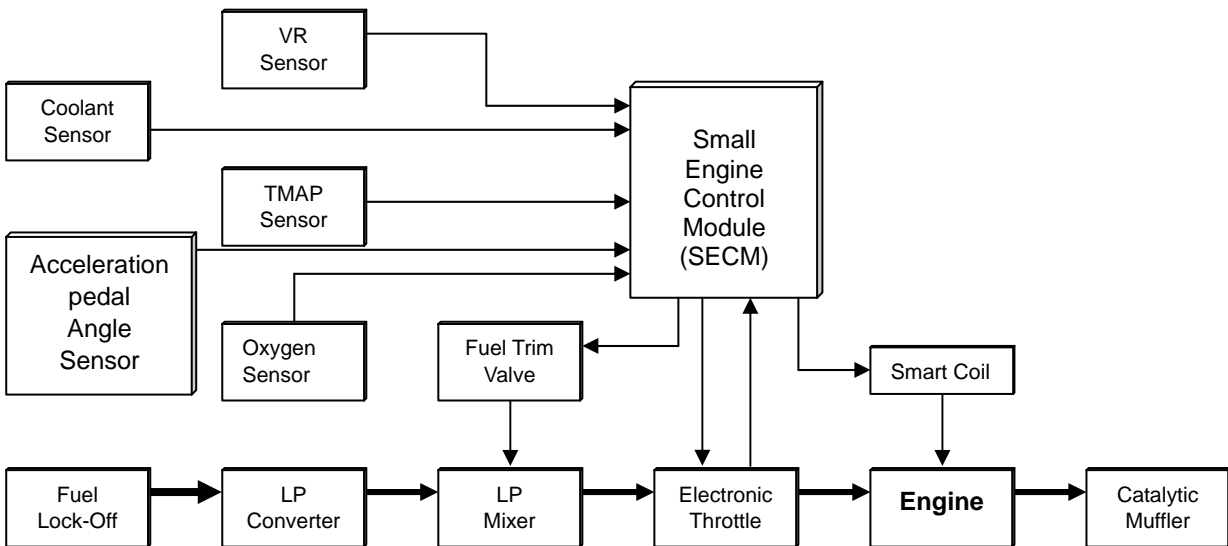 VR
Sensor
Coolant
Sensor
Small
Engine
Control
Module
(SECM)
TMAP
Sensor
Acceleration
pedal
Angle
Sensor
Oxygen
Sensor
Fuel Trim
Valve
Smart Coil
Fuel
Lock-Off
LP
Converter
LP
Mixer
Electronic
Throttle
Engine
Catalytic
Muffler